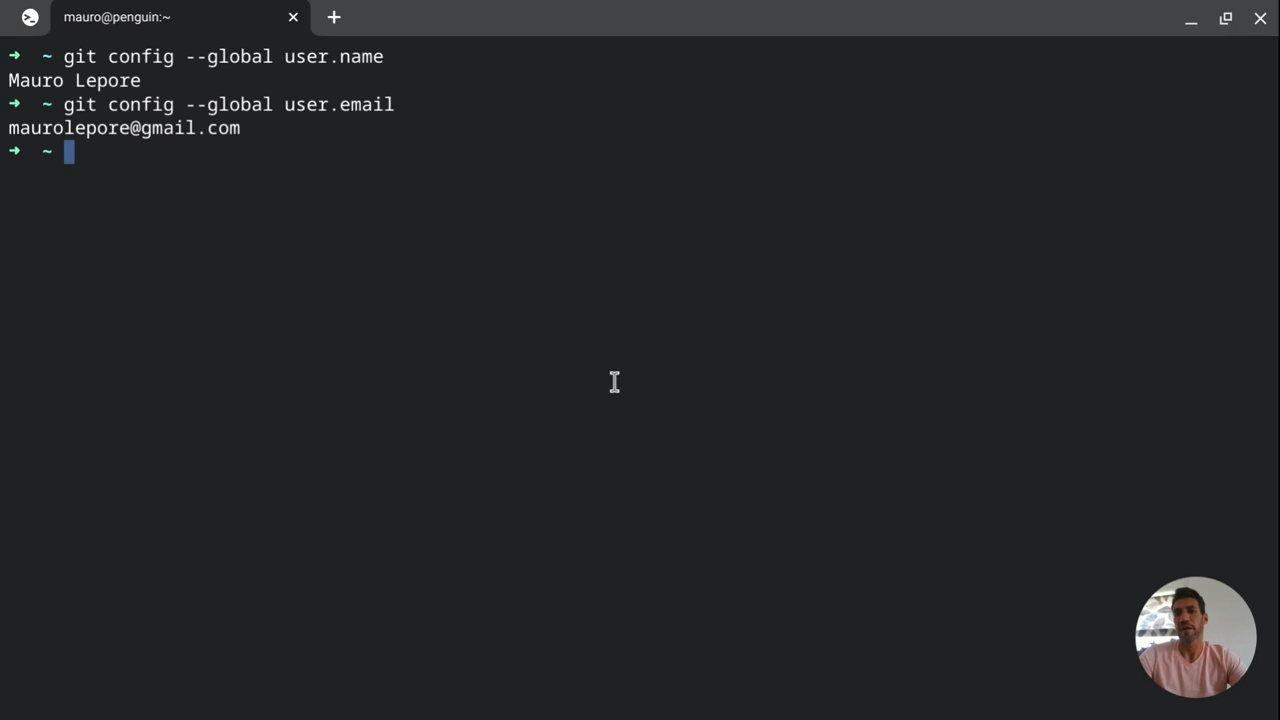 mauro@penguin:~
➜ ~ git config --global user.name
Mauro Lepore
➜ ~ git config --global user.email
maurolepore@gmail.com
➜ ~